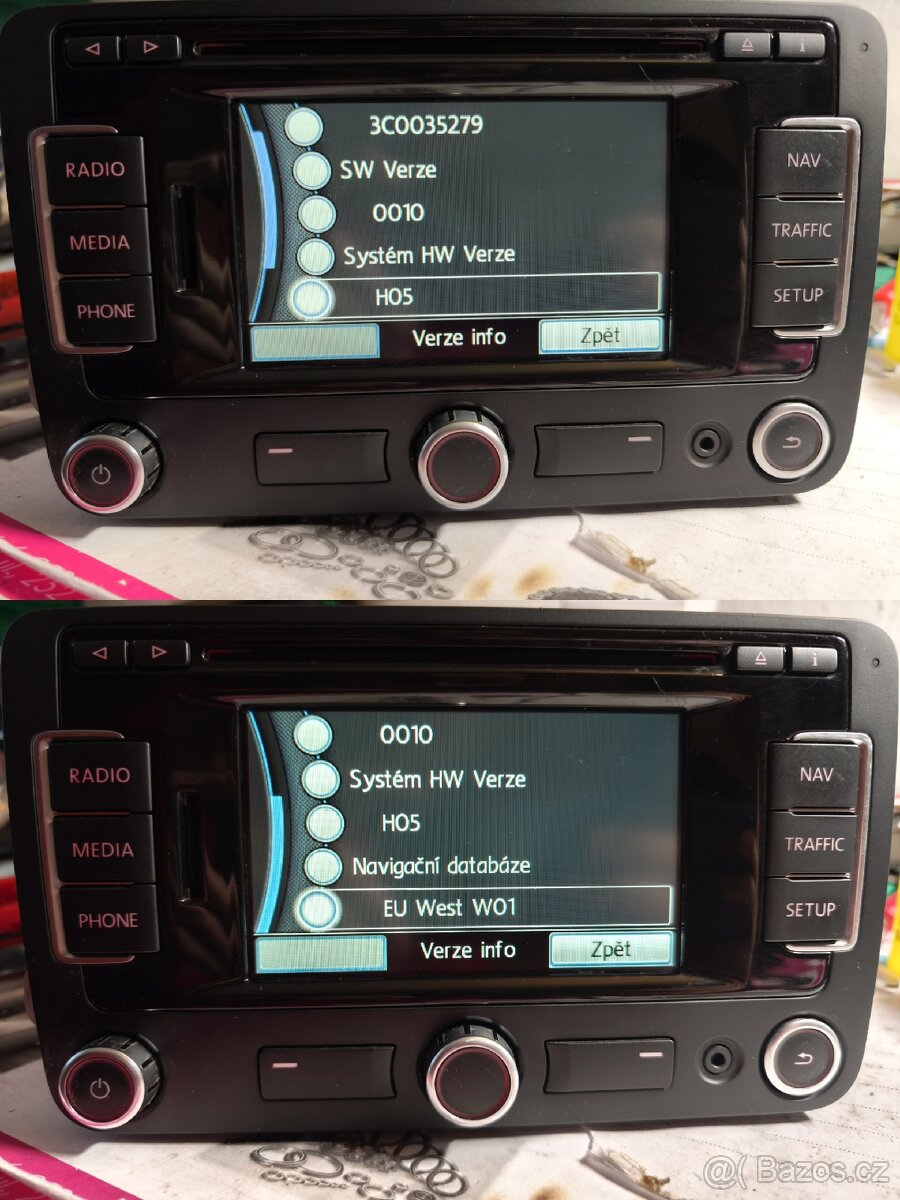 RADIO
MEDIA
PHONE
3C0035279
SW Verze
0010
Systém HW Verze
H05
Verze info
Zpět
NAV
TRAFFIC
SETUP
RADIO
MEDIA
PHONE
0010
Systém HW Verze
H05
Navigační databáze
EU West W01
Verze info
Zpět
NAV
TRAFFIC
SETUP
@( Bazos.cz